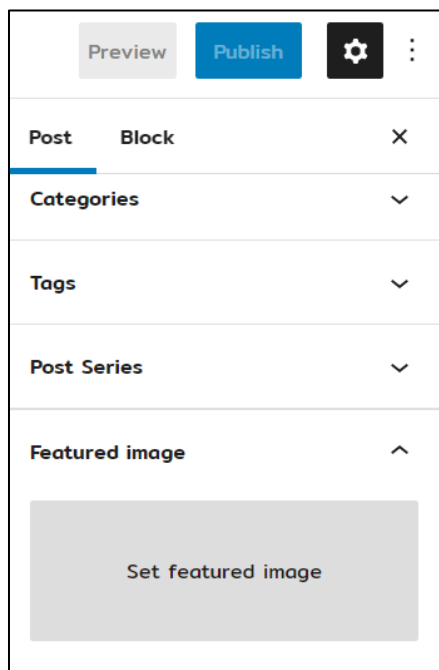 Preview Publish
Post Block
Categories
Tags
Post Series
Featured image
Set featured image